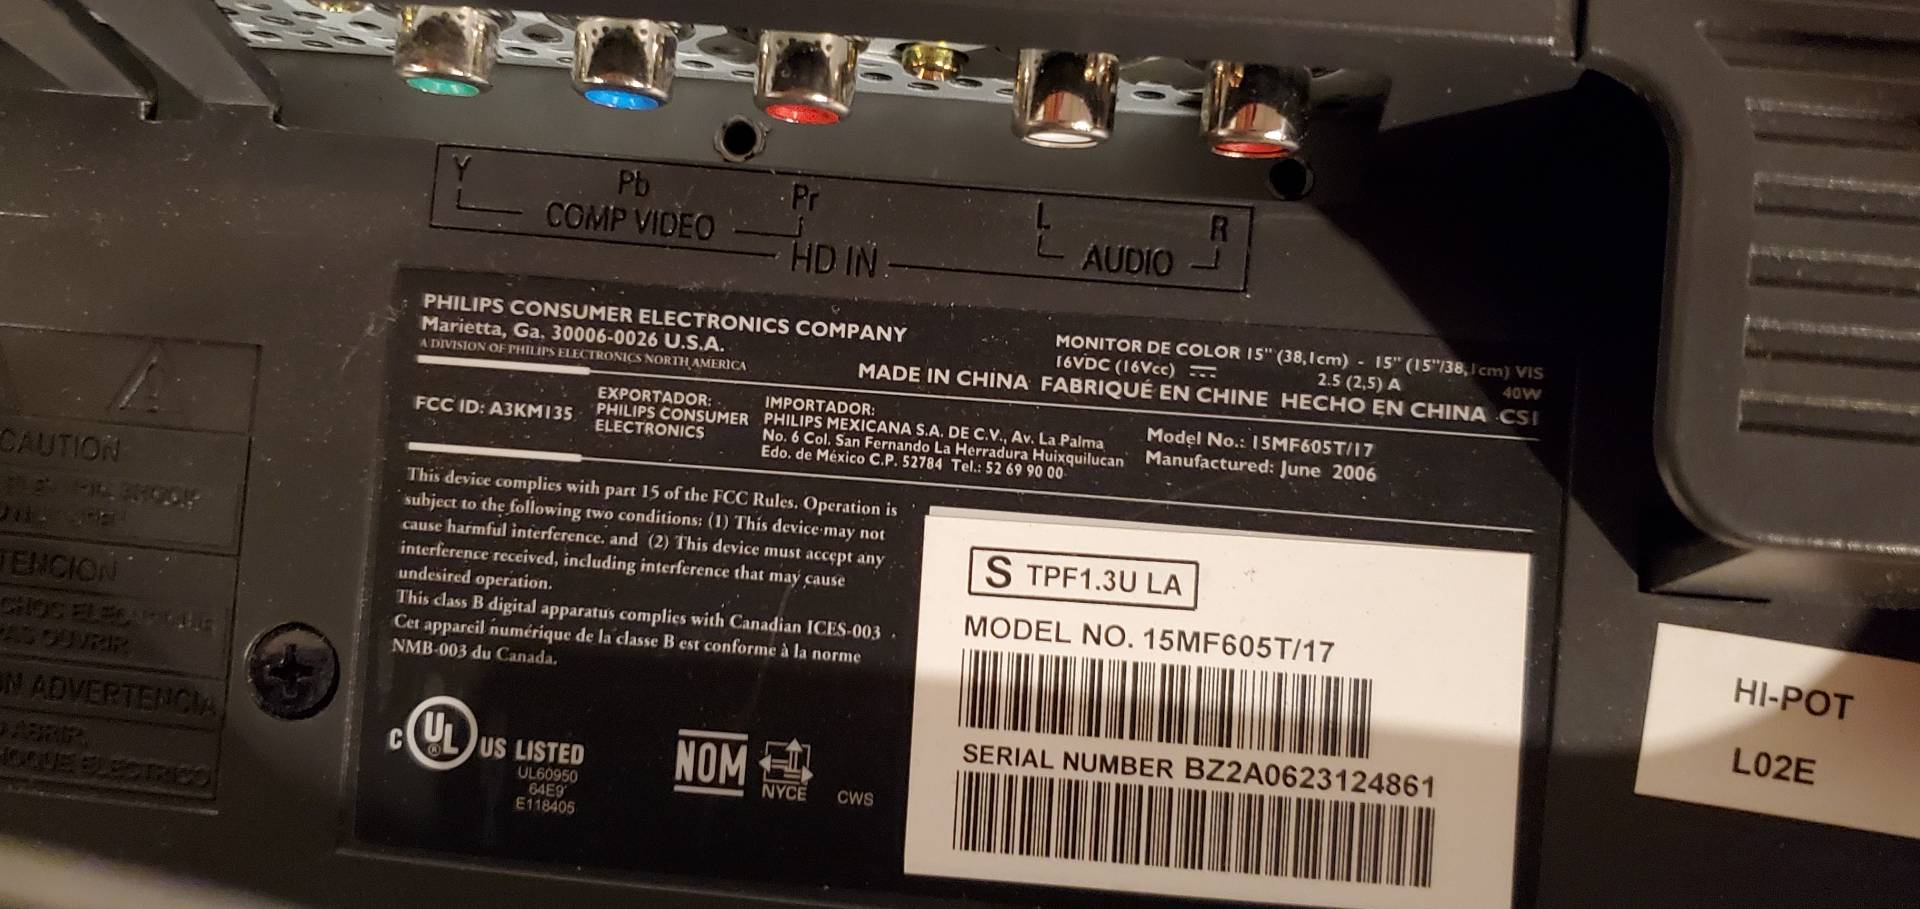 Y
Pb
Pr
COMP VIDEO
HD IN
L
R
AUDIO
PHILIPS CONSUMER ELECTRONICS COMPANY
Marietta, Ga. 30006-0026 U.S.A.
A DIVISION OF PHILIPS ELECTRONICS NORTH AMERICA
MONITOR DE COLOR 15" (38,1cm) - 15" (15"/38,1cm) VIS
16VDC (16Vcc) 2.5 (2,5) A 40W
MADE IN CHINA FABRIQUÉ EN CHINE HECHO EN CHINA CSI
FCC ID: A3KM135
EXPORTADOR:
PHILIPS CONSUMER
ELECTRONICS
IMPORTADOR:
PHILIPS MEXICANA S.A. DE C.V., Av. La Palma
No. 6 Col. San Fernando La Herradura Huixquilucan
Edo. de México C.P. 52784 Tel.: 52 69 90 00
Model No.: 15MF605T/17
Manufactured: June 2006
This device complies with part 15 of the FCC Rules. Operation is
subject to the following two conditions: (1) This device may not
cause harmful interference. and (2) This device must accept any
interference received, including interference that may cause
undesired operation.
This class B digital apparatus complies with Canadian ICES-003
Cet appareil numérique de la classe B est conforme à la norme
NMB-003 du Canada.
C UL ® US LISTED
UL60950
64E9
E118405
NOM
NYCE
CWS
S TPF1.3U LA
MODEL NO. 15MF605T/17
SERIAL NUMBER BZ2A0623124861
HI-POT
L02E
CAUTION
ADVERTENCIA